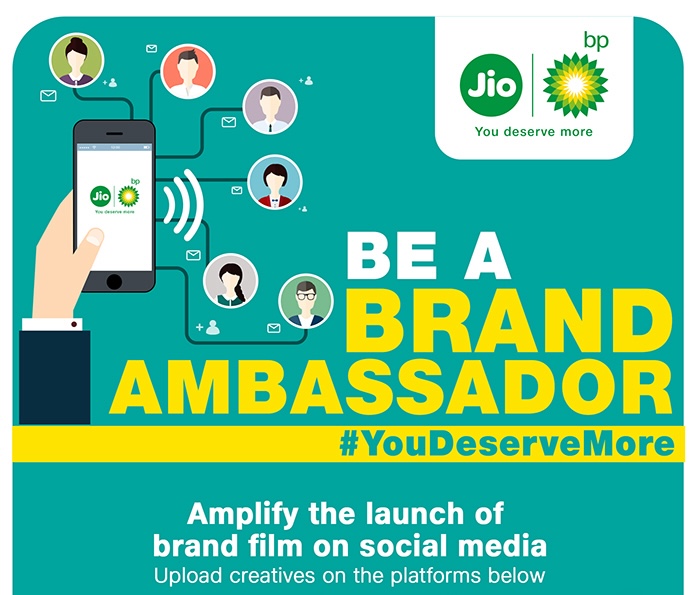 bp
Jio
You deserve more
bp
Jio
You deserve more
BE A
BRAND
AMBASSADOR
#YouDeserveMore
Amplify the launch of
brand film on social media
Upload creatives on the platforms below